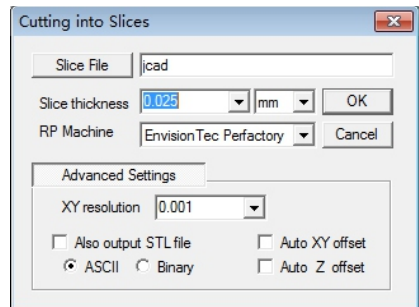 Cutting into Slices
Slice File jcad
Slice thickness 0.025 mm OK
RP Machine EnvisionTec Perfactory Cancel
Advanced Settings
XY resolution 0.001
Also output STL file Auto XY offset
ASCII Binary Auto Z offset